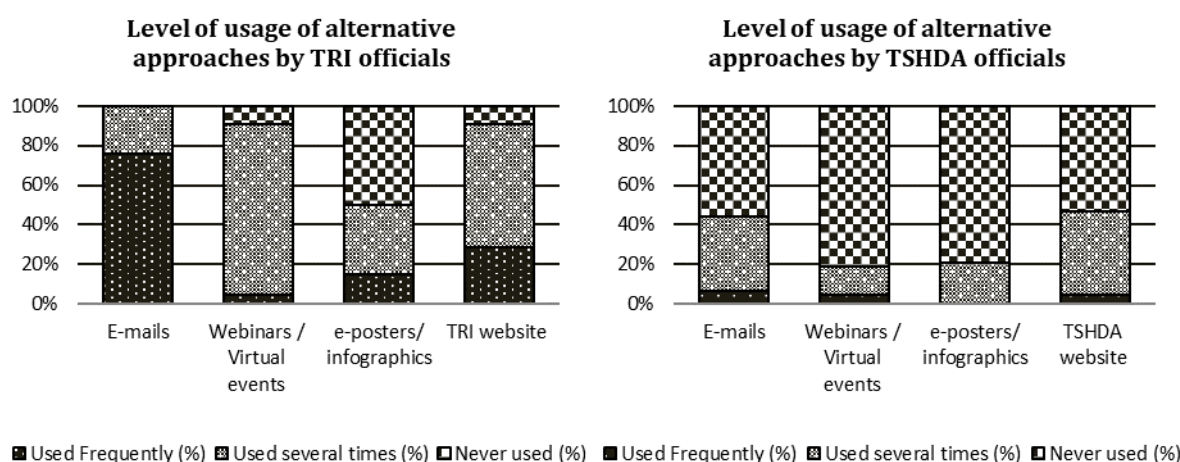 Level of usage of alternative
approaches by TRI officials
100%
80%
60%
40%
20%
0%
E-mails
Webinars /
Virtual
events
e-posters/
infographics
TRI website
Used Frequently (%) Used several times (%) Never used (%)
Level of usage of alternative
approaches by TSHDA officials
100%
80%
60%
40%
20%
0%
E-mails
Webinars /
Virtual
events
e-posters/
infographics
TSHDA
website
Used Frequently (%) Used several times (%) Never used (%)